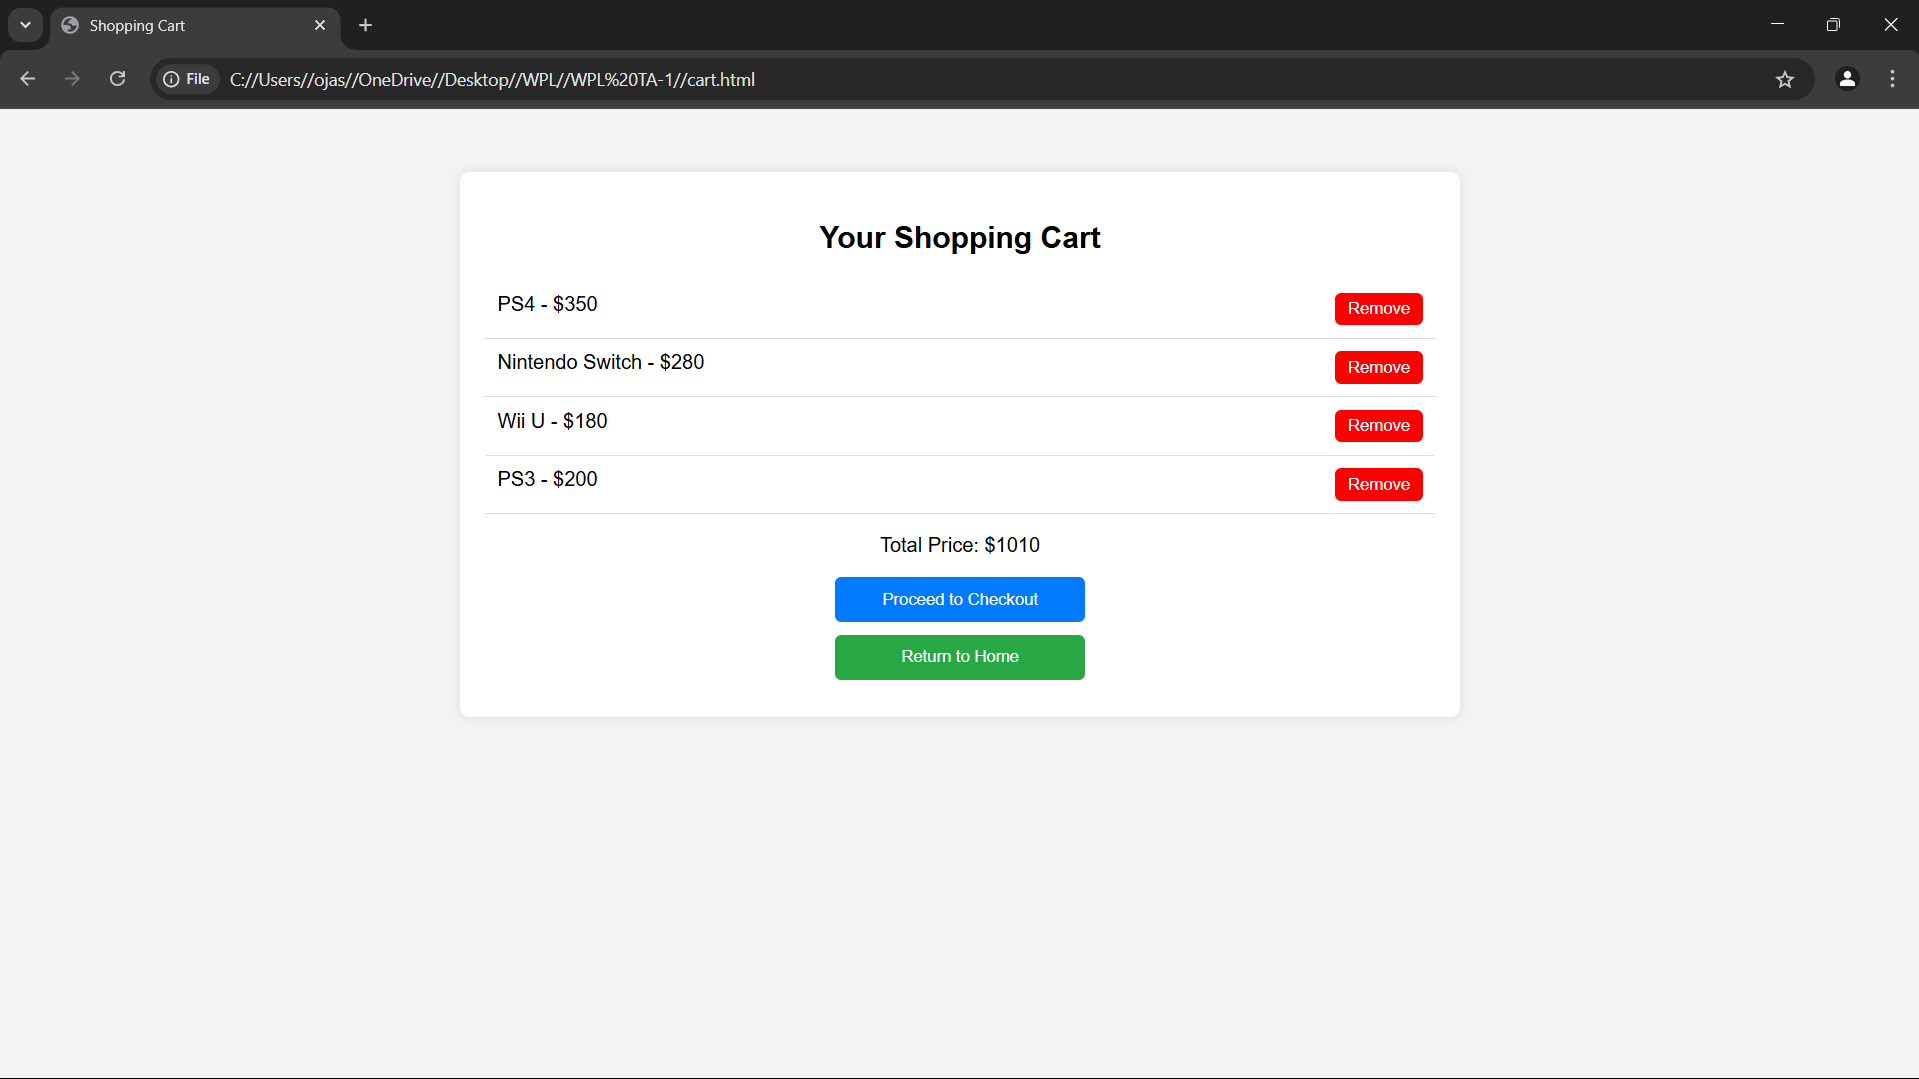 Shopping Cart
File C://Users//ojas//OneDrive//Desktop//WPL//WPL%20TA-1//cart.html
Your Shopping Cart
PS4 - $350 Remove
Nintendo Switch - $280 Remove
Wii U - $180 Remove
PS3 - $200 Remove
Total Price: $1010
Proceed to Checkout
Return to Home